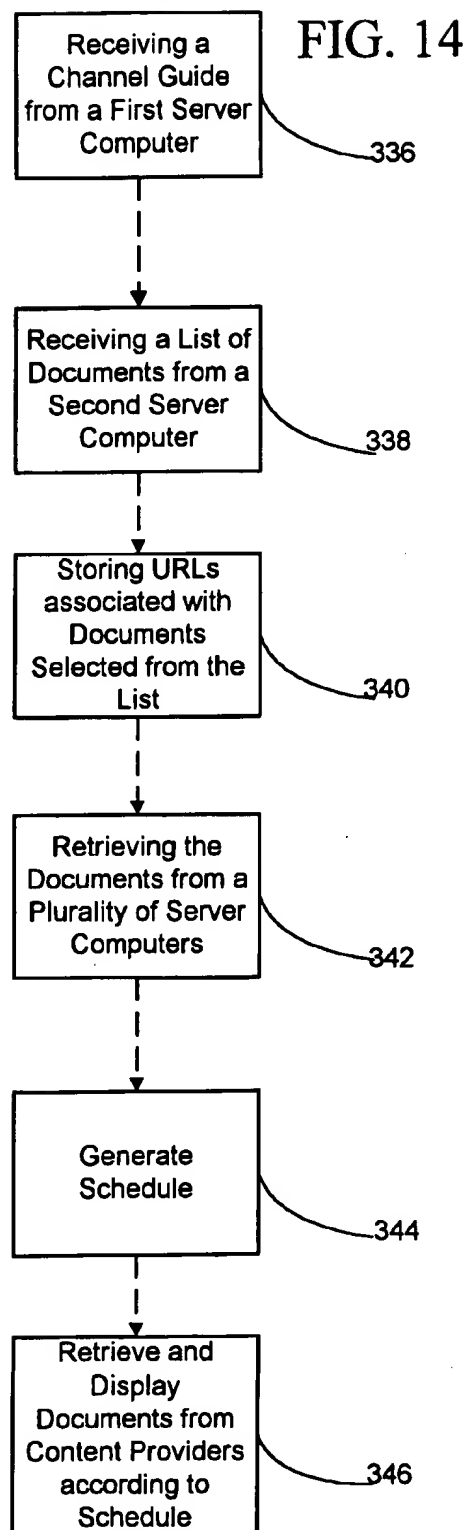 FIG. 14
Receiving a
Channel Guide
from a First Server
Computer
336
Receiving a List of
Documents from a
Second Server
Computer
338
Storing URLs
associated with
Documents
Selected from the
List
340
Retrieving the
Documents from a
Plurality of Server
Computers
342
Generate
Schedule
344
Retrieve and
Display
Documents from
Content Providers
according to
Schedule
346